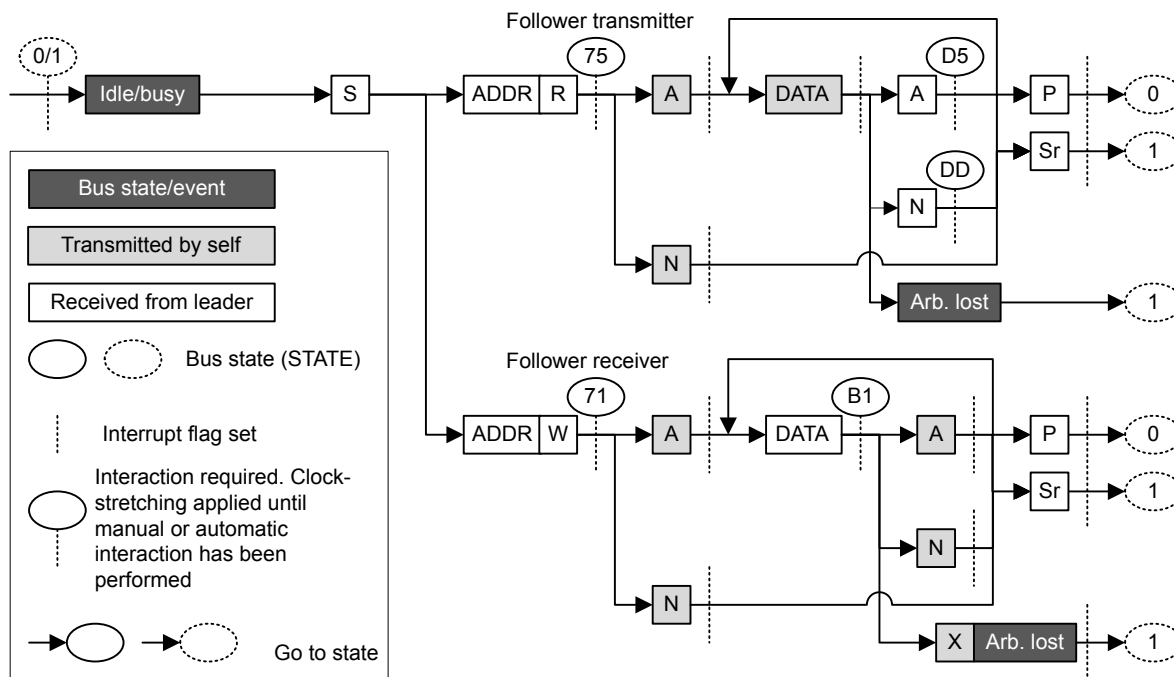 Follower transmitter
0/1
75
D5
Idle/busy
S
ADDR R
A
DATA
A
P
0
Sr
1
DD
N
N
Arb. lost
1
Bus state/event
Transmitted by self
Received from leader
Bus state (STATE)
Interrupt flag set
Interaction required. Clock-
stretching applied until
manual or automatic
interaction has been
performed
Go to state
Follower receiver
71
B1
ADDR W
A
DATA
A
P
0
Sr
1
N
N
X Arb. lost
1